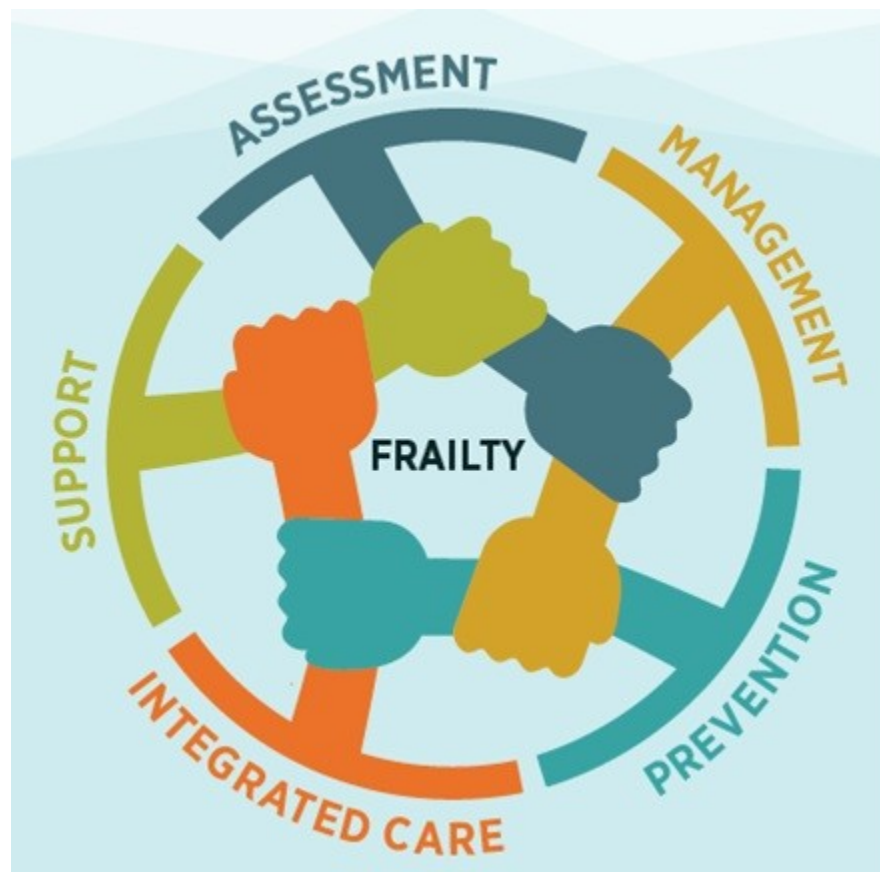 ASSESSMENT
MANAGEMENT
PREVENTION
INTEGRATED CARE
SUPPORT
FRAILTY